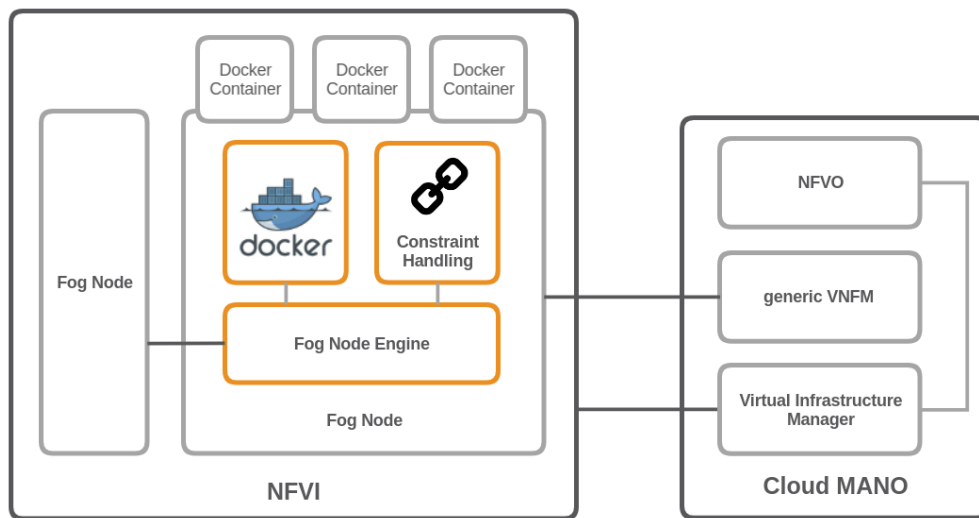 Docker
Container
Docker
Container
Docker
Container
docker
Constraint
Handling
Fog Node
Fog Node Engine
Fog Node
NFVI
NFVO
generic VNFM
Virtual Infrastructure
Manager
Cloud MANO